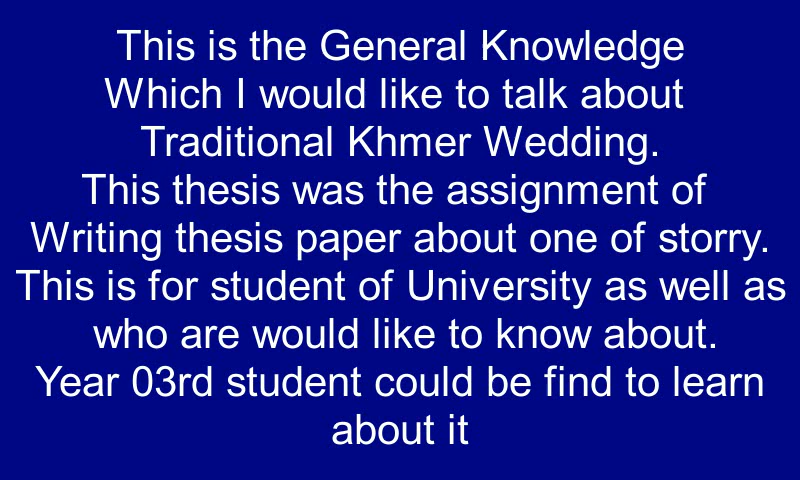 This is the General Knowledge
Which I would like to talk about
Traditional Khmer Wedding.
This thesis was the assignment of
Writing thesis paper about one of storry.
This is for student of University as well as
who are would like to know about.
Year 03rd student could be find to learn
about it